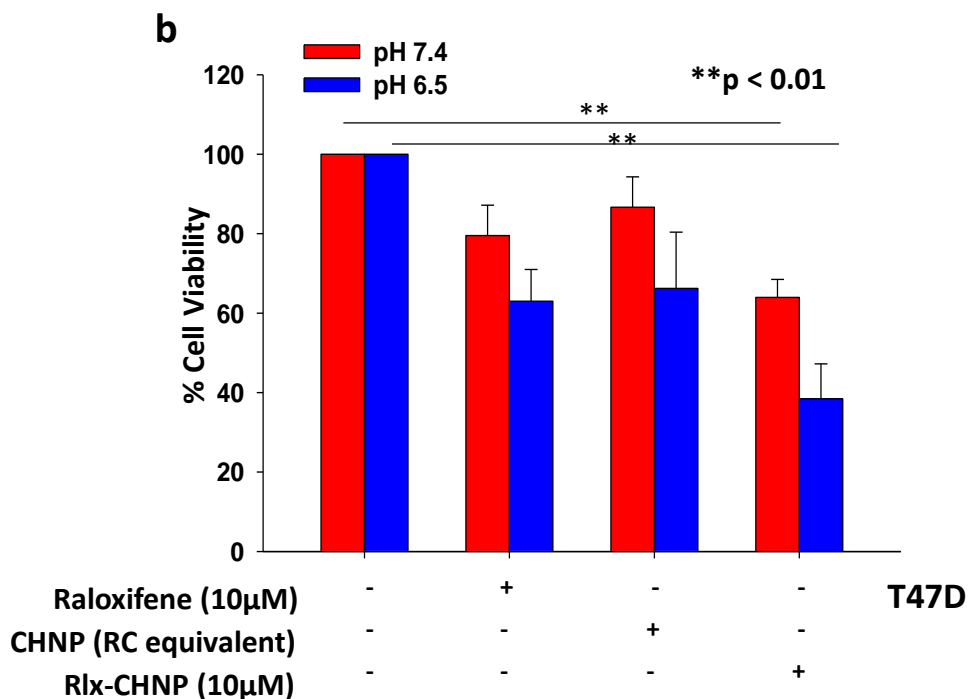 b
pH 7.4
pH 6.5
**p < 0.01
**
**
120
100
80
60
40
20
0
% Cell Viability
Raloxifene (10µM) - + - -
T47D
CHNP (RC equivalent) - - + -
Rlx-CHNP (10µM) - - - +